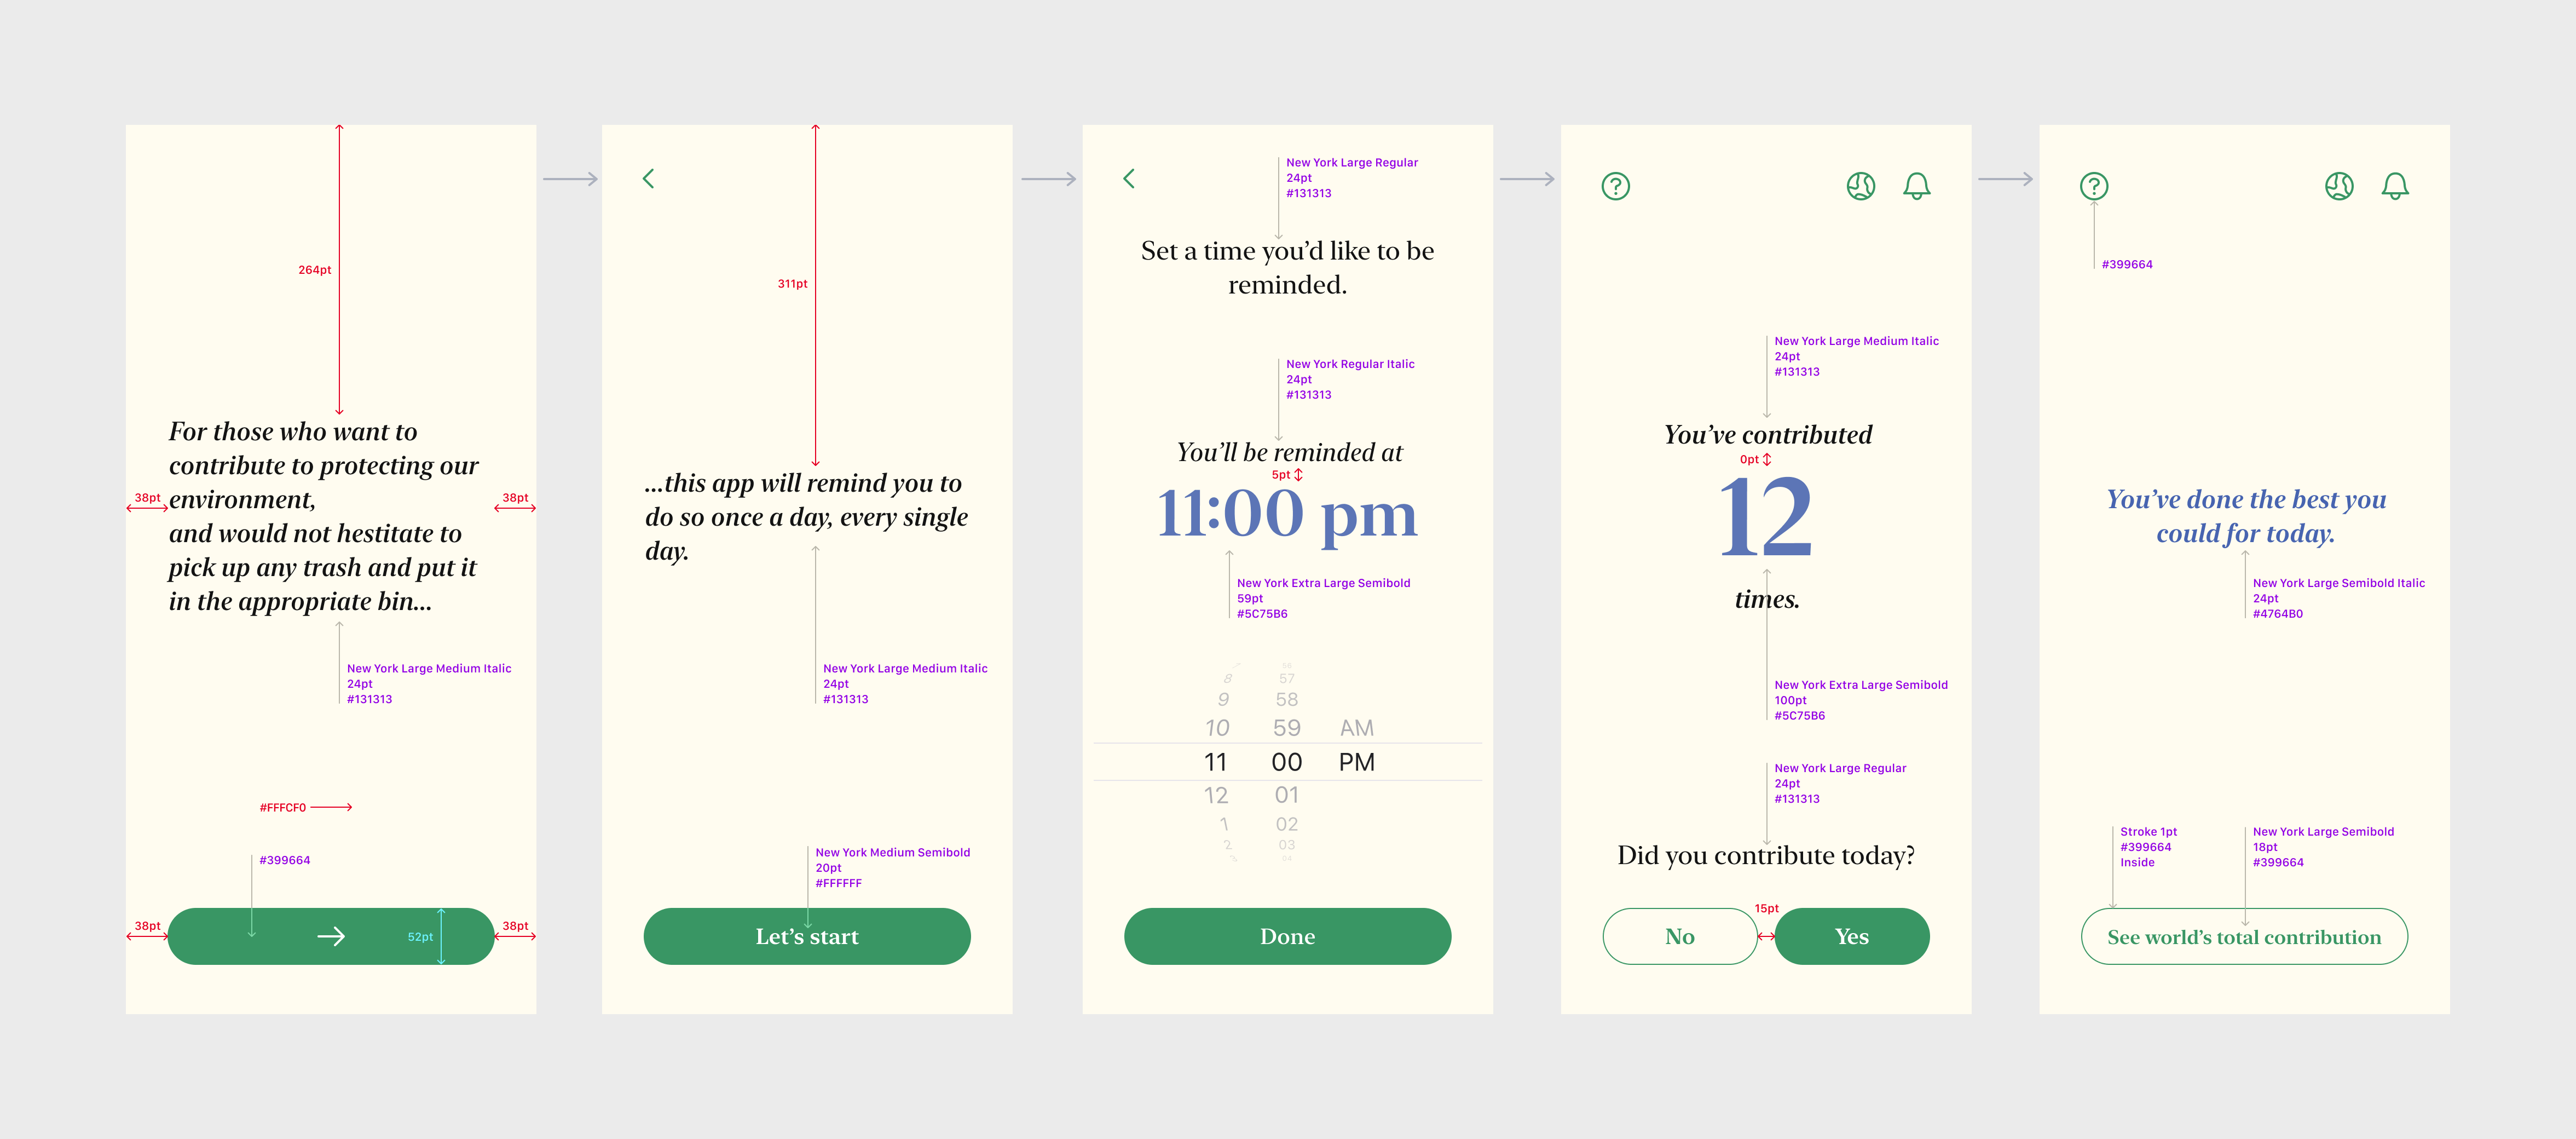 264pt
For those who want to
contribute to protecting our
environment,
and would not hestitate to
pick up any trash and put it
in the appropriate bin...
38pt
38pt
New York Large Medium Italic
24pt
#131313
#FFFCF0
#399664
38pt
52pt
38pt
311pt
...this app will remind you to
do so once a day, every single
day.
New York Large Medium Italic
24pt
#131313
New York Medium Semibold
20pt
#FFFFFF
Let's start
New York Large Regular
24pt
#131313
Set a time you'd like to be
reminded.
New York Regular Italic
24pt
#131313
You'll be reminded at
5pt
11:00 pm
New York Extra Large Semibold
59pt
#5C75B6
56
8 57
9 58
10 59 AM
11 00 PM
12 01
1 02
2 03
Done
?
New York Large Medium Italic
24pt
#131313
You've contributed
0pt
12
times.
New York Extra Large Semibold
100pt
#5C75B6
New York Large Regular
24pt
#131313
Did you contribute today?
15pt
No
Yes
?
#399664
You've done the best you
could for today.
New York Large Semibold Italic
24pt
#4764B0
Stroke 1pt
#399664
Inside
New York Large Semibold
18pt
#399664
See world's total contribution